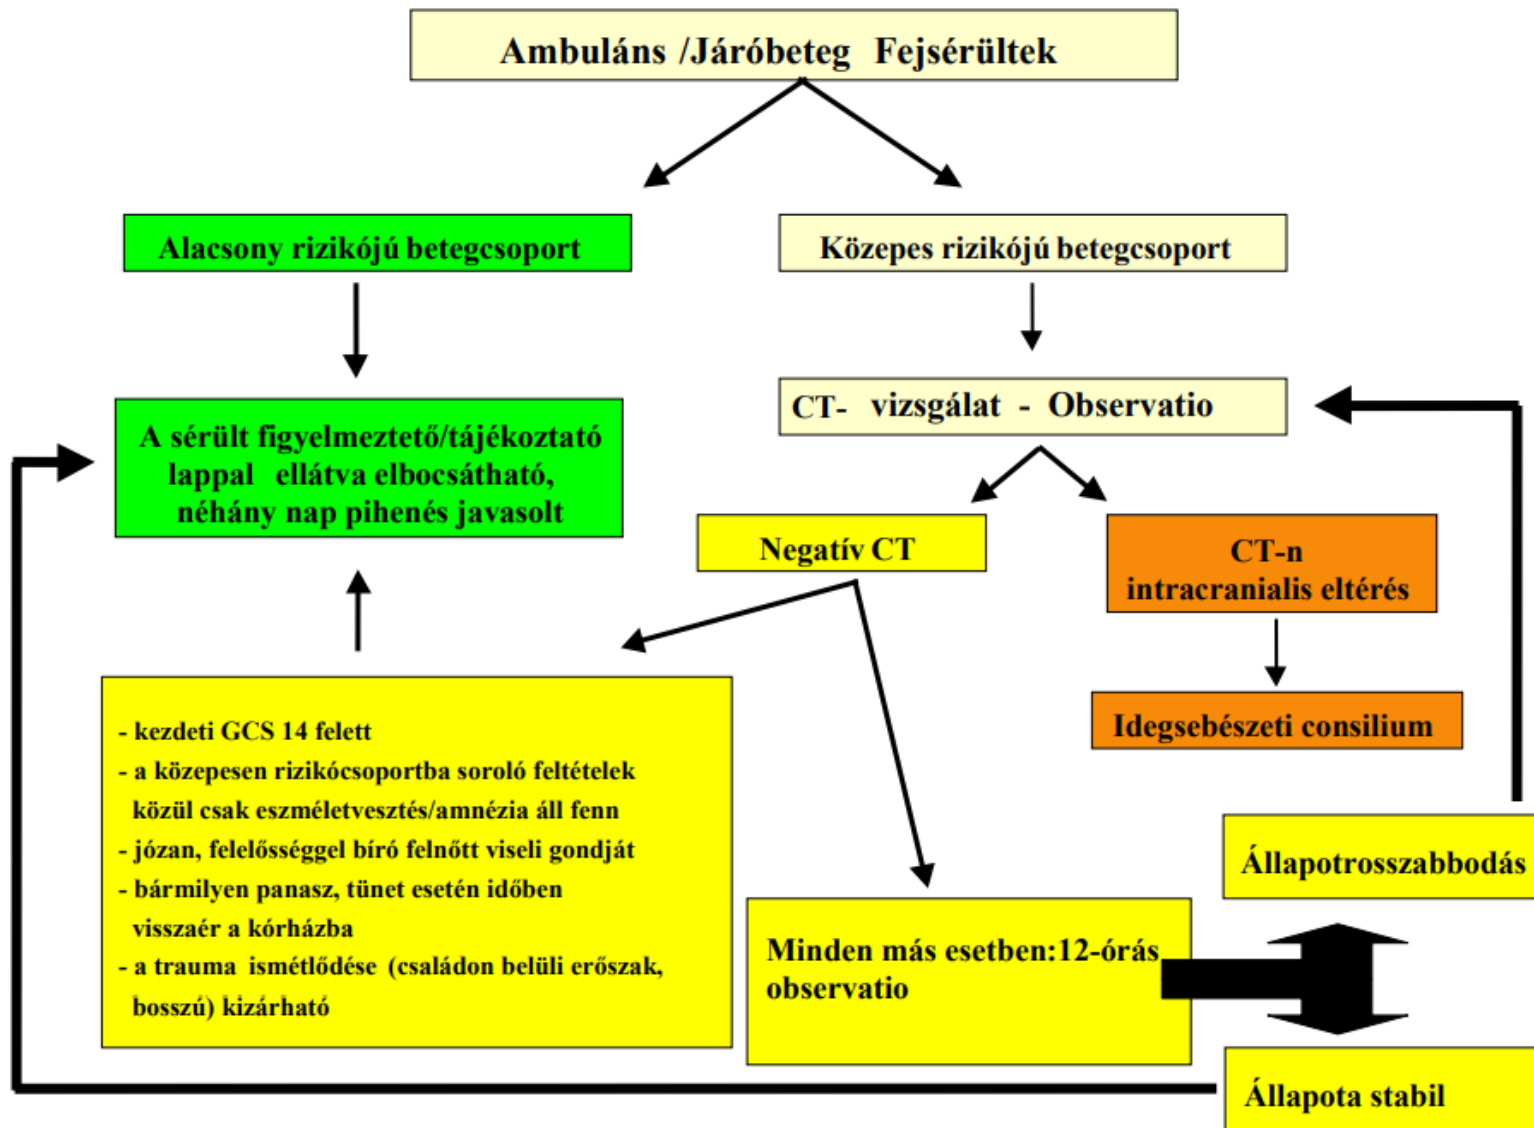 Ambuláns /Járóbeteg Fejsérültek
Alacsony rizikójú betegcsoport
Közepes rizikójú betegcsoport
A sérült figyelmeztető/tájékoztató
lappal ellátva elbocsátható,
néhány nap pihenés javasolt
CT- vizsgálat - Observatio
Negatív CT
CT-n
intracranialis eltérés
Idegsebészeti consilium
- kezdeti GCS 14 felett
- a közepesen rizikócsoportba soroló feltételek
közül csak eszméletvesztés/amnézia áll fenn
- józan, felelősséggel bíró felnőtt viseli gondját
- bármilyen panasz, tünet esetén időben
visszaér a kórházba
- a trauma ismétlődése (családon belüli erőszak,
bosszú) kizárható
Minden más esetben:12-órás
observatio
Állapotrosszabbodás
Állapota stabil